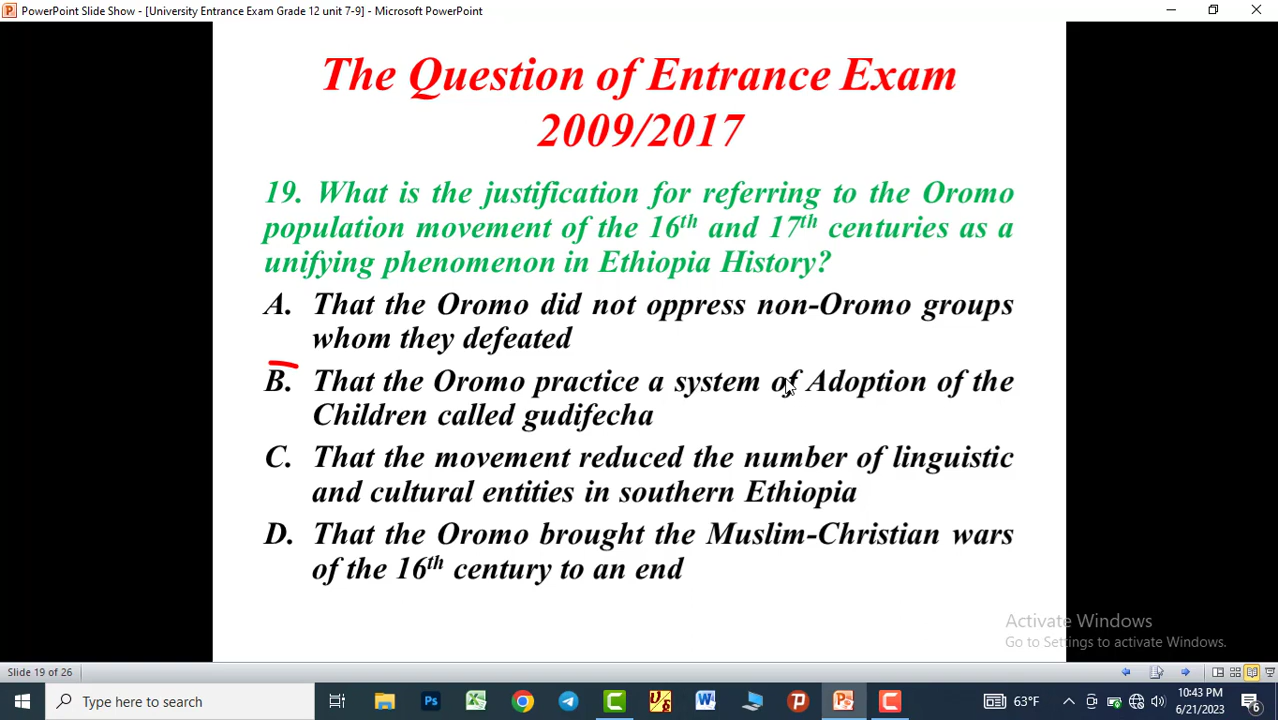 PowerPoint Slide Show - [University Entrance Exam Grade 12 unit 7-9] - Microsoft PowerPoint
The Question of Entrance Exam
2009/2017
19. What is the justification for referring to the Oromo
population movement of the 16th and 17th centuries as a
unifying phenomenon in Ethiopia History?
A. That the Oromo did not oppress non-Oromo groups
whom they defeated
B. That the Oromo practice a system of Adoption of the
Children called gudifecha
C. That the movement reduced the number of linguistic
and cultural entities in southern Ethiopia
D. That the Oromo brought the Muslim-Christian wars
of the 16th century to an end
Activate Windows
Go to Settings to activate Windows.
Slide 19 of 26
Type here to search
63°F
10:43 PM
6/21/2023
6